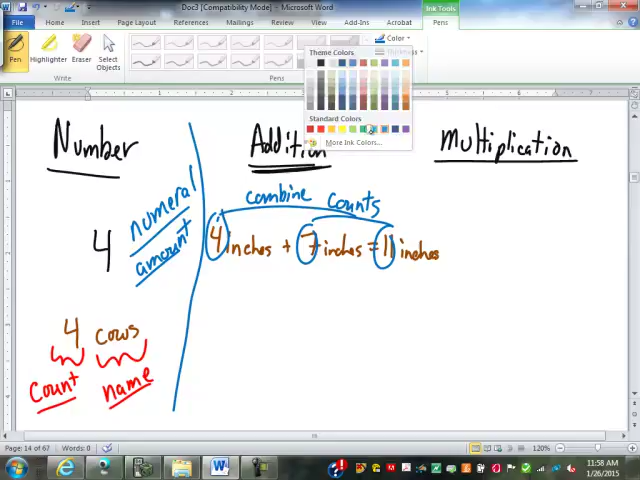 Doc3 [Compatibility Mode] - Microsoft Word
Ink Tools
File Home Insert Page Layout References Mailings Review View Add-Ins Acrobat Pens
Pen Highlighter Eraser Select Objects
Color
Write
Theme Colors
Standard Colors
More Ink Colors...
Number
Addition
Multiplication
numeral
amount
combine counts
4
4 inches + 7 inches = 11 inches
4 cows
count
name
Page: 14 of 67 Words: 0
120%
11:58 AM
1/26/2015